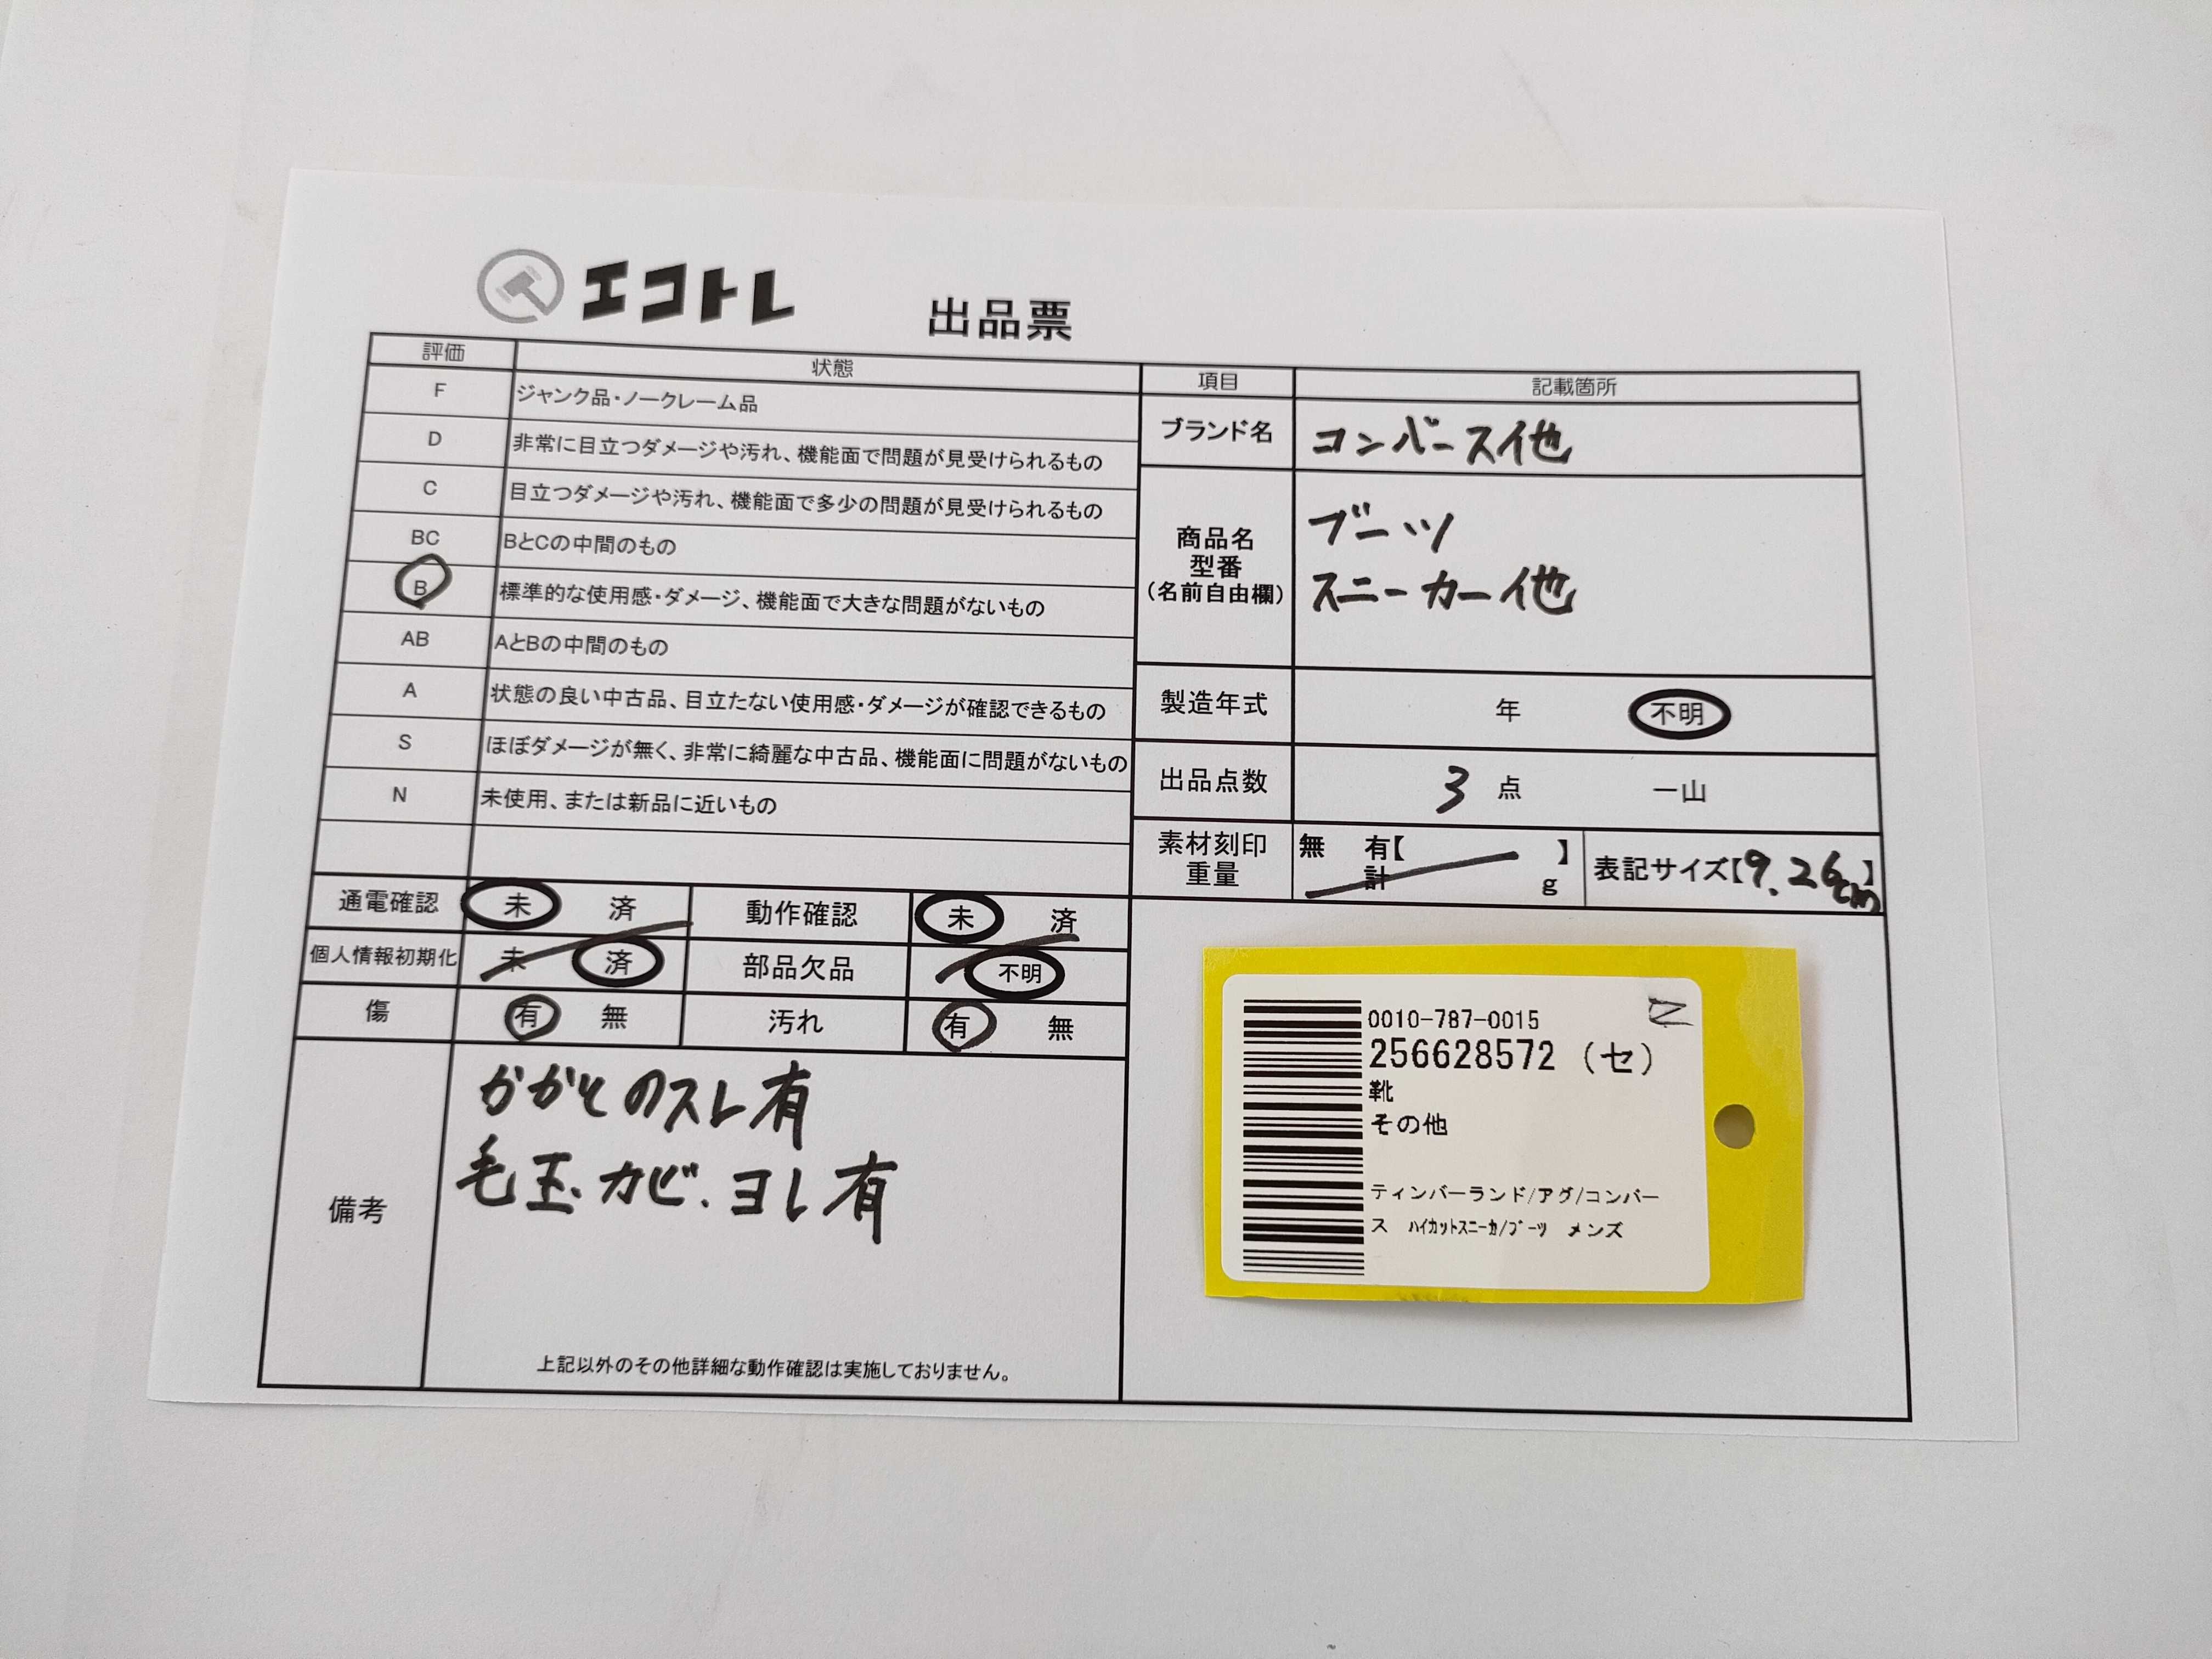 エコトレ
出品票
評価 状態
F ジャンク品・ノークレーム品
D 非常に目立つダメージや汚れ、機能面で問題が見受けられるもの
C 目立つダメージや汚れ、機能面で多少の問題が見受けられるもの
BC BとCの中間のもの
B 標準的な使用感・ダメージ、機能面で大きな問題がないもの
AB AとBの中間のもの
A 状態の良い中古品、目立たない使用感・ダメージが確認できるもの
S ほぼダメージが無く、非常に綺麗な中古品、機能面に問題がないもの
N 未使用、または新品に近いもの
項目 記載箇所
ブランド名 コンバース他
商品名
型番
(名前自由欄)
ブーツ
スニーカー他
製造年式 年 不明
出品点数 3 点 一山
素材刻印
重量
無 有【 】
計 g
表記サイズ【9.26cm】
通電確認 未 済 動作確認 未 済
個人情報初期化 未 済 部品欠品 不明
傷 有 無 汚れ 有 無
備考
かかとのスレ有
毛玉.カビ.ヨレ有
上記以外のその他詳細な動作確認は実施しておりません。
0010-787-0015
256628572 (セ)
靴
その他
ティンバーランド/アグ/コンバー
ス ﾊｲｶｯﾄｽﾆｰｶ/ﾌﾞｰﾂ メンズ